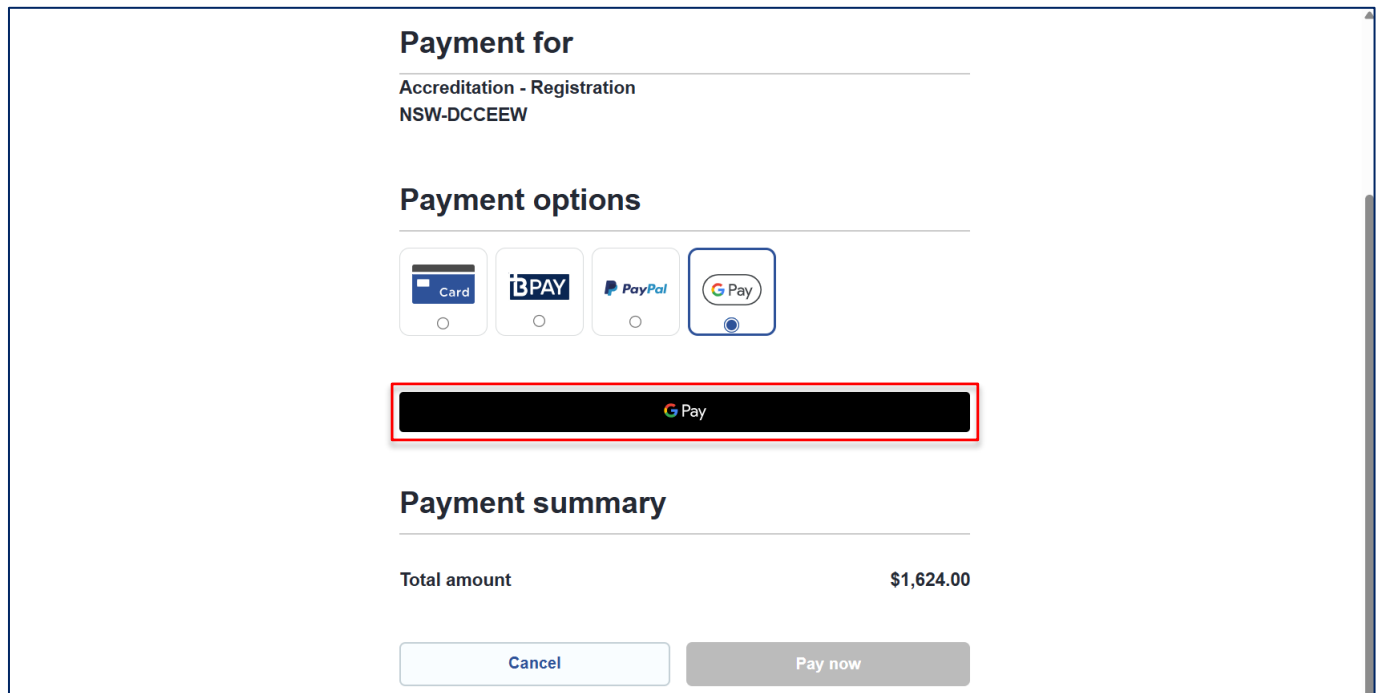 Payment for
Accreditation - Registration
NSW-DCCEEW
Payment options
Card
BPAY
PayPal
G Pay
G Pay
Payment summary
Total amount $1,624.00
Cancel Pay now